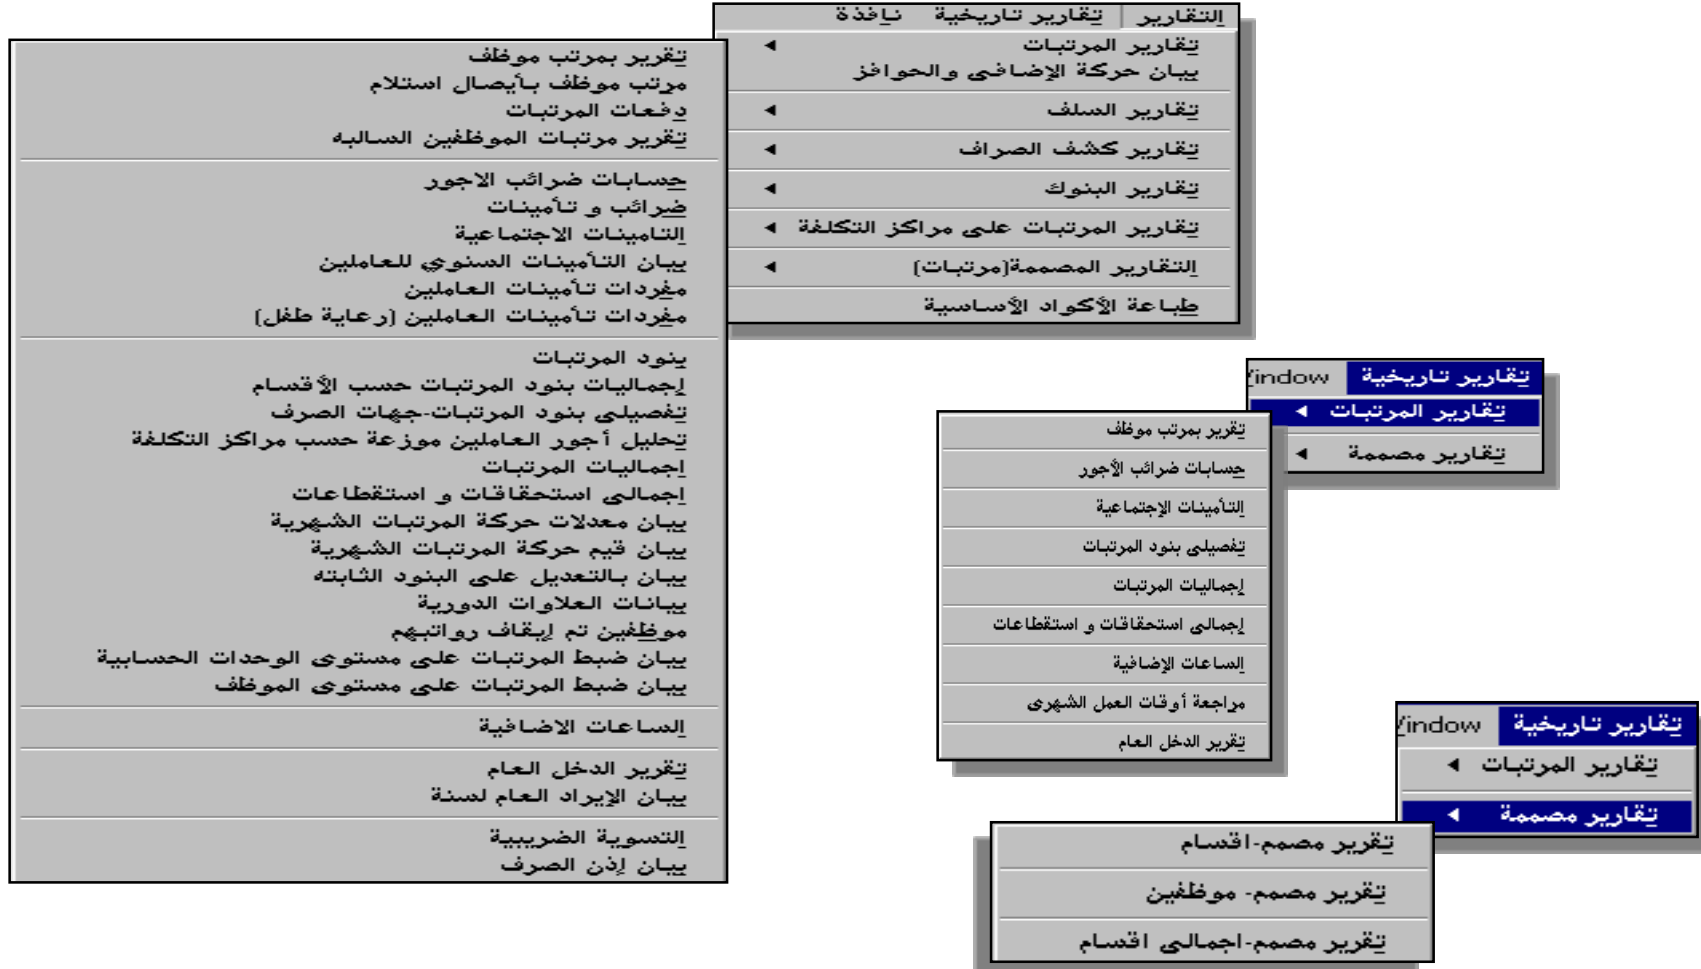 التقارير تقارير تاريخية نافذة
تقارير المرتبات
بيان حركة الإضافى والحوافز
تقارير السلف
تقارير كشف الصراف
تقارير البنوك
تقارير المرتبات على مراكز التكلفة
التقارير المصممة(مرتبات)
طباعة الأكواد الأساسية
تقرير بمرتب موظف
مرتب موظف بأيصال استلام
دفعات المرتبات
تقرير مرتبات الموظفين السالبه
حسابات ضرائب الاجور
ضرائب و تأمينات
التامينات الاجتماعية
بيان التأمينات السنوي للعاملين
مفردات تأمينات العاملين
مفردات تأمينات العاملين (رعاية طفل)
بنود المرتبات
إجماليات بنود المرتبات حسب الأقسام
تفصيلى بنود المرتبات-جهات الصرف
تحليل أجور العاملين موزعة حسب مراكز التكلفة
إجماليات المرتبات
إجمالى استحقاقات و استقطاعات
بيان معدلات حركة المرتبات الشهرية
بيان قيم حركة المرتبات الشهرية
بيان بالتعديل على البنود الثابته
بيانات العلاوات الدورية
موظفين تم إيقاف رواتبهم
بيان ضبط المرتبات على مستوى الوحدات الحسابية
بيان ضبط المرتبات على مستوى الموظف
الساعات الاضافية
تقرير الدخل العام
بيان الإيراد العام لسنة
التسوية الضريبية
بيان إذن الصرف
تقارير تاريخية Window
تقارير المرتبات
تقارير مصممة
تقرير بمرتب موظف
حسابات ضرائب الأجور
التأمينات الإجتماعية
تفصيلى بنود المرتبات
إجماليات المرتبات
إجمالى استحقاقات و استقطاعات
الساعات الإضافية
مراجعة أوقات العمل الشهرى
تقرير الدخل العام
تقارير تاريخية Window
تقارير المرتبات
تقارير مصممة
تقرير مصمم-اقسام
تقرير مصمم- موظفين
تقرير مصمم-اجمالى اقسام